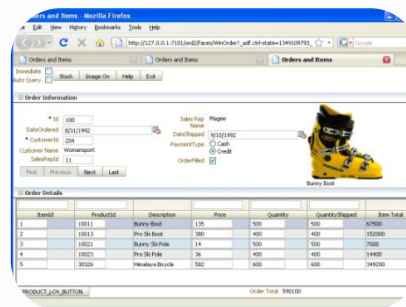 Orders and Items - Mozilla Firefox
Edit View History Bookmarks Tools Help
http://127.0.0.1:7101/ord2/faces/WinOrder?_adf.ctrl-state=1349109793_ Google
Orders and Items Orders and Items Orders and Items
Immediate
Auto Query Stock Image On Help Exit
Order Information
* Id 100 Sales Rep Name Magee
DateOrdered 8/31/1992 DateShipped 9/10/1992
* CustomerId 204 PaymentType Cash
Credit
Customer Name Womansport
SalesRepId 11 OrderFilled
First Previous Next Last
Bunny Boot
Order Details
ItemId ProductId Description Price Quantity QuantityShipped Item Total
1 10011 Bunny Boot 135 500 500 67500
2 10013 Pro Ski Boot 380 400 400 152000
3 10021 Bunny Ski Pole 14 500 500 7000
4 10023 Pro Ski Pole 36 400 400 14400
5 30326 Himalaya Bicycle 582 600 600 349200
PRODUCT_LOV_BUTTON Order Total 590100